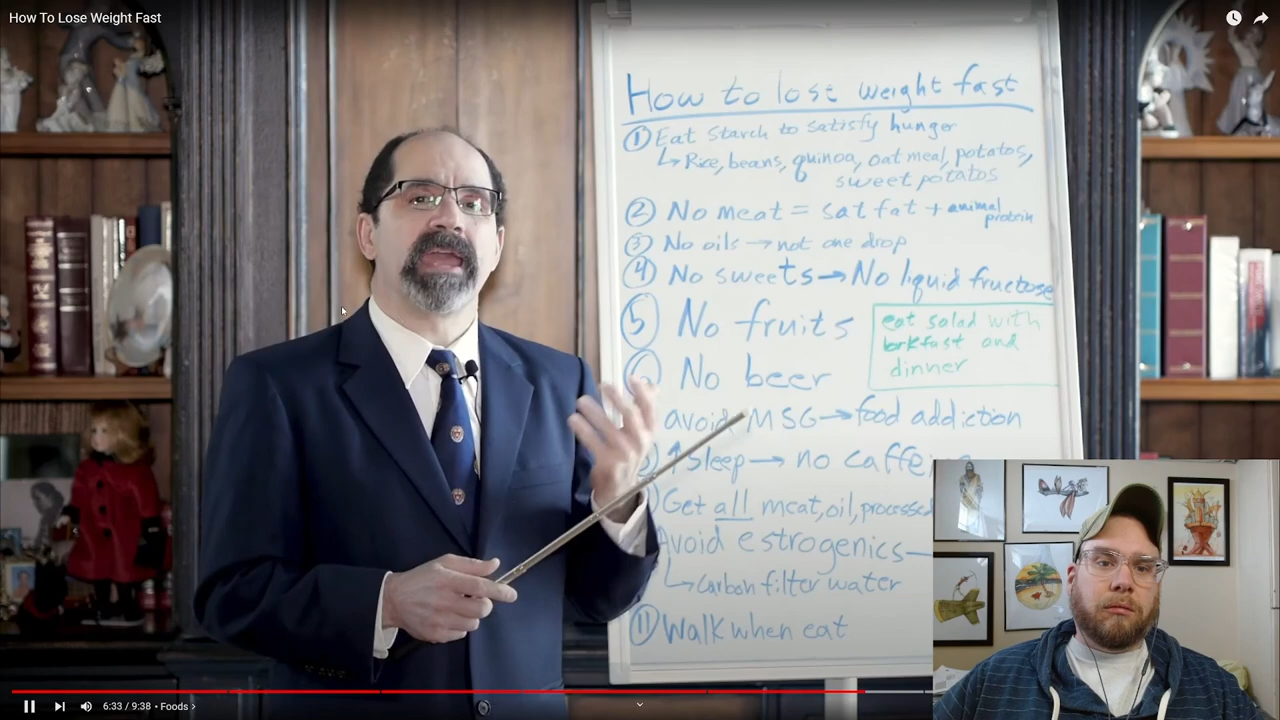 How To Lose Weight Fast
How to lose weight fast
① Eat starch to satisfy hunger
↳ Rice, beans, quinoa, oat meal, potatos,
sweet potatos
② No meat = sat fat + animal
protein
③ No oils → not one drop
④ No sweets → No liquid fructose
⑤ No fruits
eat salad with
brkfast and
dinner
No beer
avoid MSG → food addiction
↑ Sleep → no caffe
Get all meat, oil, processed
Avoid estrogenics
↳ Carbon filter water
⑪ Walk when eat
6:33 / 9:38 • Foods ›